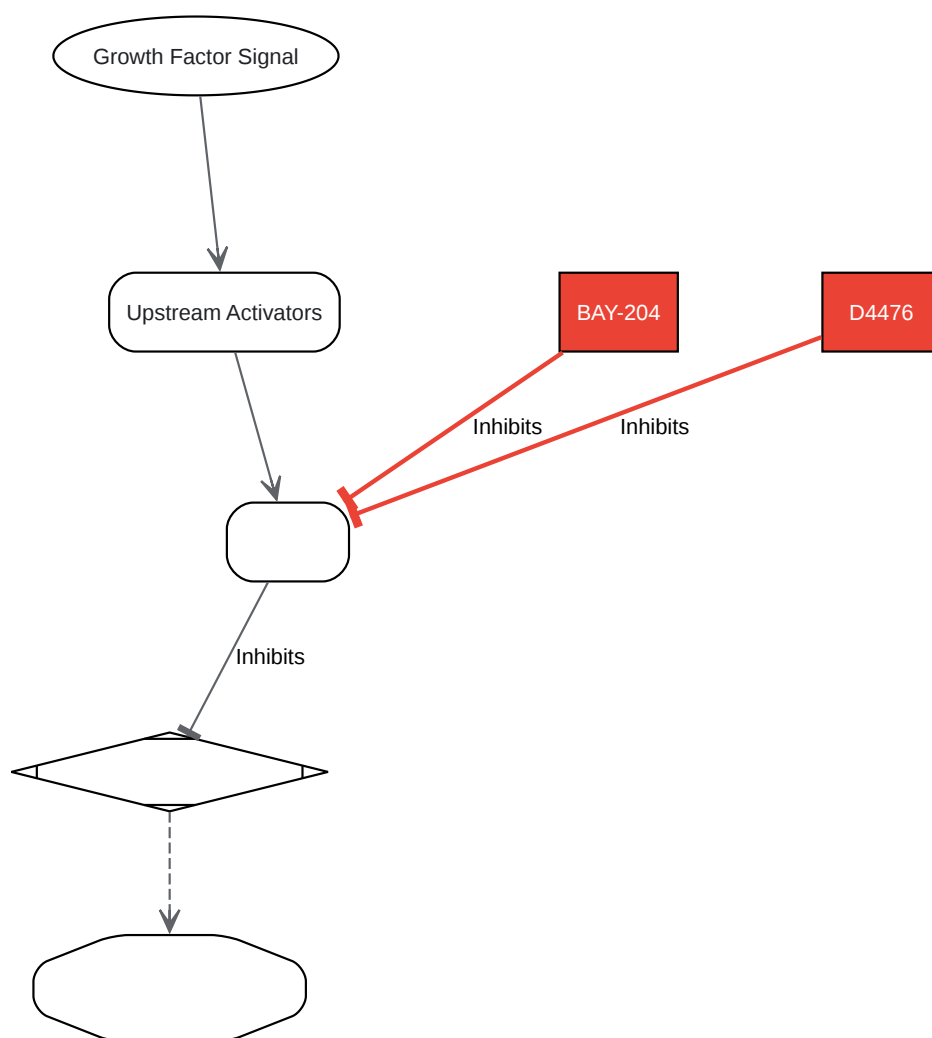 Growth Factor Signal
Upstream Activators
BAY-204
D4476
Inhibits
Inhibits
Inhibits